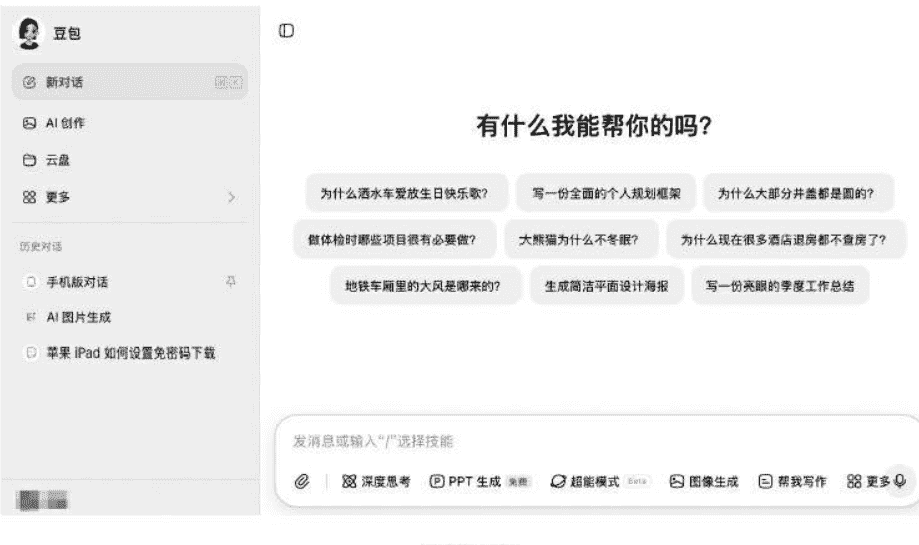 豆包
新对话
AI 创作
云盘
更多
历史对话
手机版对话
AI 图片生成
苹果 iPad 如何设置免密码下载
有什么我能帮你的吗？
为什么洒水车爱放生日快乐歌？
写一份全面的个人规划框架
为什么大部分井盖都是圆的？
做体检时哪些项目很有必要做？
大熊猫为什么不冬眠？
为什么现在很多酒店退房都不查房了？
地铁车厢里的大风是哪来的？
生成简洁平面设计海报
写一份亮眼的季度工作总结
发消息或输入“/”选择技能
深度思考 PPT 生成 免费 超能模式 Beta 图像生成 帮我写作 更多